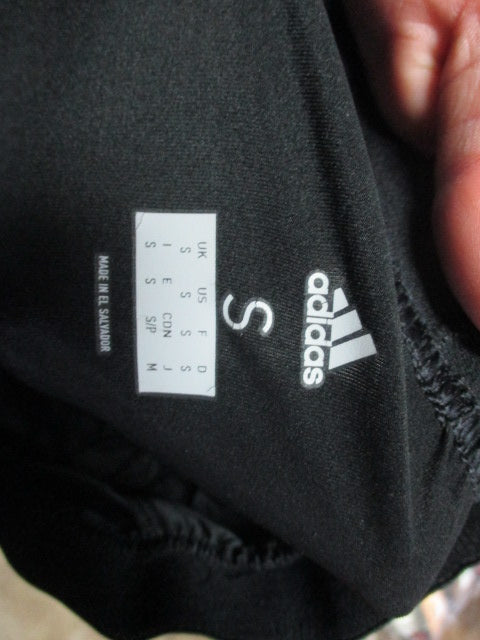 adidas
S
UK US F D
S S S S
I E CDN J
S S S/P M
MADE IN EL SALVADOR